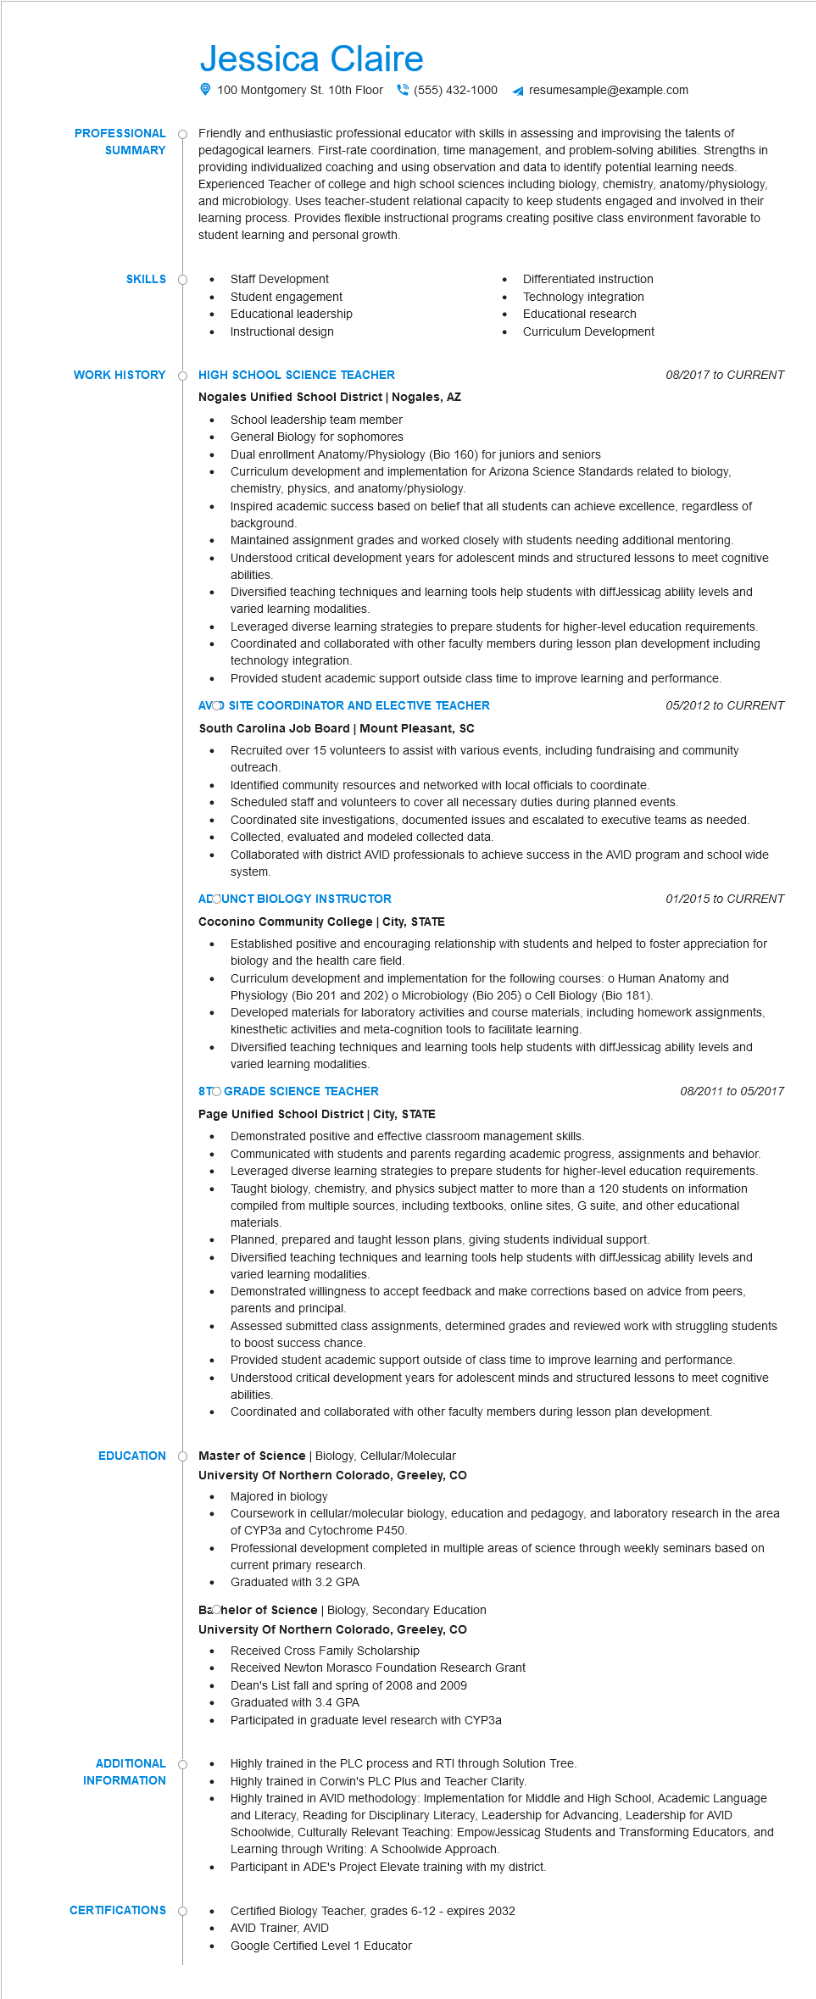 Jessica Claire
100 Montgomery St. 10th Floor (555) 432-1000 resumesample@example.com
PROFESSIONAL SUMMARY
Friendly and enthusiastic professional educator with skills in assessing and improvising the talents of
pedagogical learners. First-rate coordination, time management, and problem-solving abilities. Strengths in
providing individualized coaching and using observation and data to identify potential learning needs.
Experienced Teacher of college and high school sciences including biology, chemistry, anatomy/physiology,
and microbiology. Uses teacher-student relational capacity to keep students engaged and involved in their
learning process. Provides flexible instructional programs creating positive class environment favorable to
student learning and personal growth.
SKILLS
• Staff Development
• Student engagement
• Educational leadership
• Instructional design
• Differentiated instruction
• Technology integration
• Educational research
• Curriculum Development
WORK HISTORY
HIGH SCHOOL SCIENCE TEACHER 08/2017 to CURRENT
Nogales Unified School District | Nogales, AZ
• School leadership team member
• General Biology for sophomores
• Dual enrollment Anatomy/Physiology (Bio 160) for juniors and seniors
• Curriculum development and implementation for Arizona Science Standards related to biology,
chemistry, physics, and anatomy/physiology.
• Inspired academic success based on belief that all students can achieve excellence, regardless of
background.
• Maintained assignment grades and worked closely with students needing additional mentoring.
• Understood critical development years for adolescent minds and structured lessons to meet cognitive
abilities.
• Diversified teaching techniques and learning tools help students with diffJessicag ability levels and
varied learning modalities.
• Leveraged diverse learning strategies to prepare students for higher-level education requirements.
• Coordinated and collaborated with other faculty members during lesson plan development including
technology integration.
• Provided student academic support outside class time to improve learning and performance.
AVID SITE COORDINATOR AND ELECTIVE TEACHER 05/2012 to CURRENT
South Carolina Job Board | Mount Pleasant, SC
• Recruited over 15 volunteers to assist with various events, including fundraising and community
outreach.
• Identified community resources and networked with local officials to coordinate.
• Scheduled staff and volunteers to cover all necessary duties during planned events.
• Coordinated site investigations, documented issues and escalated to executive teams as needed.
• Collected, evaluated and modeled collected data.
• Collaborated with district AVID professionals to achieve success in the AVID program and school wide
system.
ADJUNCT BIOLOGY INSTRUCTOR 01/2015 to CURRENT
Coconino Community College | City, STATE
• Established positive and encouraging relationship with students and helped to foster appreciation for
biology and the health care field.
• Curriculum development and implementation for the following courses: o Human Anatomy and
Physiology (Bio 201 and 202) o Microbiology (Bio 205) o Cell Biology (Bio 181).
• Developed materials for laboratory activities and course materials, including homework assignments,
kinesthetic activities and meta-cognition tools to facilitate learning.
• Diversified teaching techniques and learning tools help students with diffJessicag ability levels and
varied learning modalities.
8TH GRADE SCIENCE TEACHER 08/2011 to 05/2017
Page Unified School District | City, STATE
• Demonstrated positive and effective classroom management skills.
• Communicated with students and parents regarding academic progress, assignments and behavior.
• Leveraged diverse learning strategies to prepare students for higher-level education requirements.
• Taught biology, chemistry, and physics subject matter to more than a 120 students on information
compiled from multiple sources, including textbooks, online sites, G suite, and other educational
materials.
• Planned, prepared and taught lesson plans, giving students individual support.
• Diversified teaching techniques and learning tools help students with diffJessicag ability levels and
varied learning modalities.
• Demonstrated willingness to accept feedback and make corrections based on advice from peers,
parents and principal.
• Assessed submitted class assignments, determined grades and reviewed work with struggling students
to boost success chance.
• Provided student academic support outside of class time to improve learning and performance.
• Understood critical development years for adolescent minds and structured lessons to meet cognitive
abilities.
• Coordinated and collaborated with other faculty members during lesson plan development.
EDUCATION
Master of Science | Biology, Cellular/Molecular
University Of Northern Colorado, Greeley, CO
• Majored in biology
• Coursework in cellular/molecular biology, education and pedagogy, and laboratory research in the area
of CYP3a and Cytochrome P450.
• Professional development completed in multiple areas of science through weekly seminars based on
current primary research.
• Graduated with 3.2 GPA
Bachelor of Science | Biology, Secondary Education
University Of Northern Colorado, Greeley, CO
• Received Cross Family Scholarship
• Received Newton Morasco Foundation Research Grant
• Dean's List fall and spring of 2008 and 2009
• Graduated with 3.4 GPA
• Participated in graduate level research with CYP3a
ADDITIONAL INFORMATION
• Highly trained in the PLC process and RTI through Solution Tree.
• Highly trained in Corwin's PLC Plus and Teacher Clarity.
• Highly trained in AVID methodology: Implementation for Middle and High School, Academic Language
and Literacy, Reading for Disciplinary Literacy, Leadership for Advancing, Leadership for AVID
Schoolwide, Culturally Relevant Teaching: EmpowJessicag Students and Transforming Educators, and
Learning through Writing: A Schoolwide Approach.
• Participant in ADE's Project Elevate training with my district.
CERTIFICATIONS
• Certified Biology Teacher, grades 6-12 - expires 2032
• AVID Trainer, AVID
• Google Certified Level 1 Educator